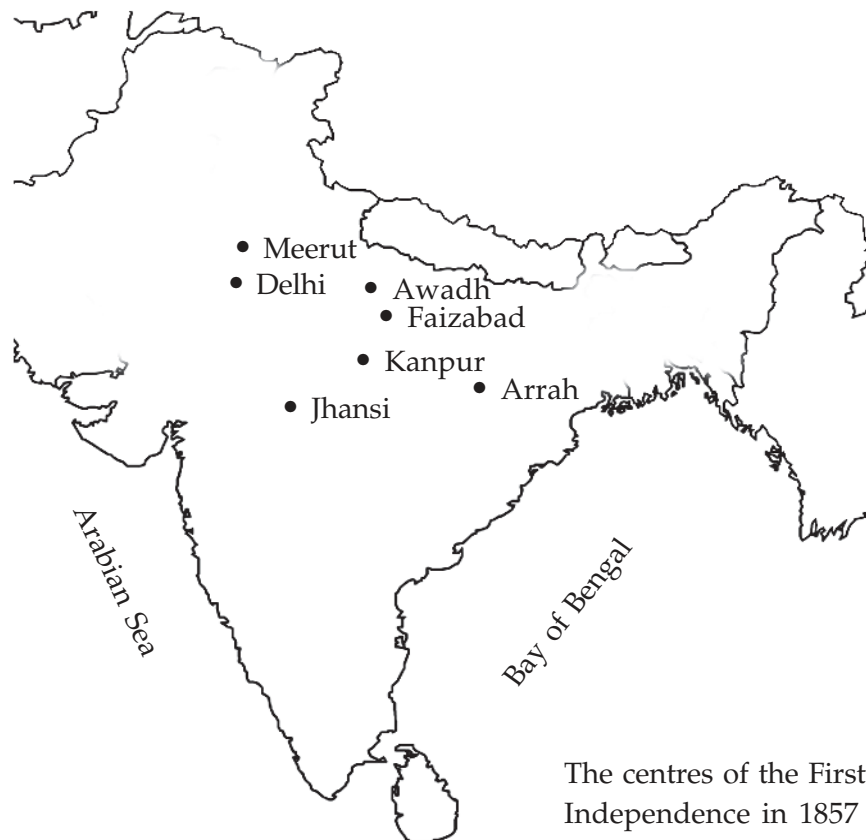 Meerut
Delhi
Awadh
Faizabad
Kanpur
Arrah
Jhansi
Arabian Sea
Bay of Bengal
The centres of the First
Independence in 1857